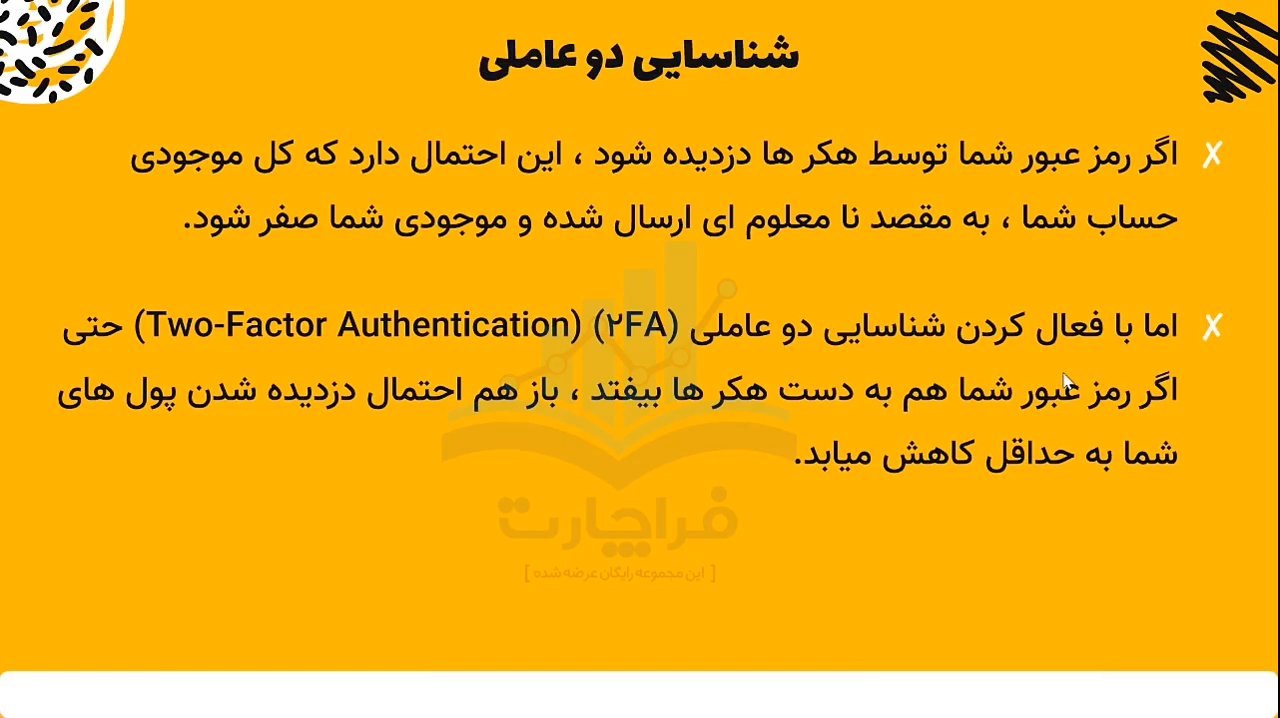 شناسایی دو عاملی
اگر رمز عبور شما توسط هکر ها دزدیده شود ، این احتمال دارد که کل موجودی
حساب شما ، به مقصد نا معلوم ای ارسال شده و موجودی شما صفر شود.
اما با فعال کردن شناسایی دو عاملی (۲FA) (Two-Factor Authentication) حتی
اگر رمز عبور شما هم به دست هکر ها بیفتد ، باز هم احتمال دزدیده شدن پول های
شما به حداقل کاهش میابد.
فراچارت
[ این مجموعه رایگان عرضه شده ]